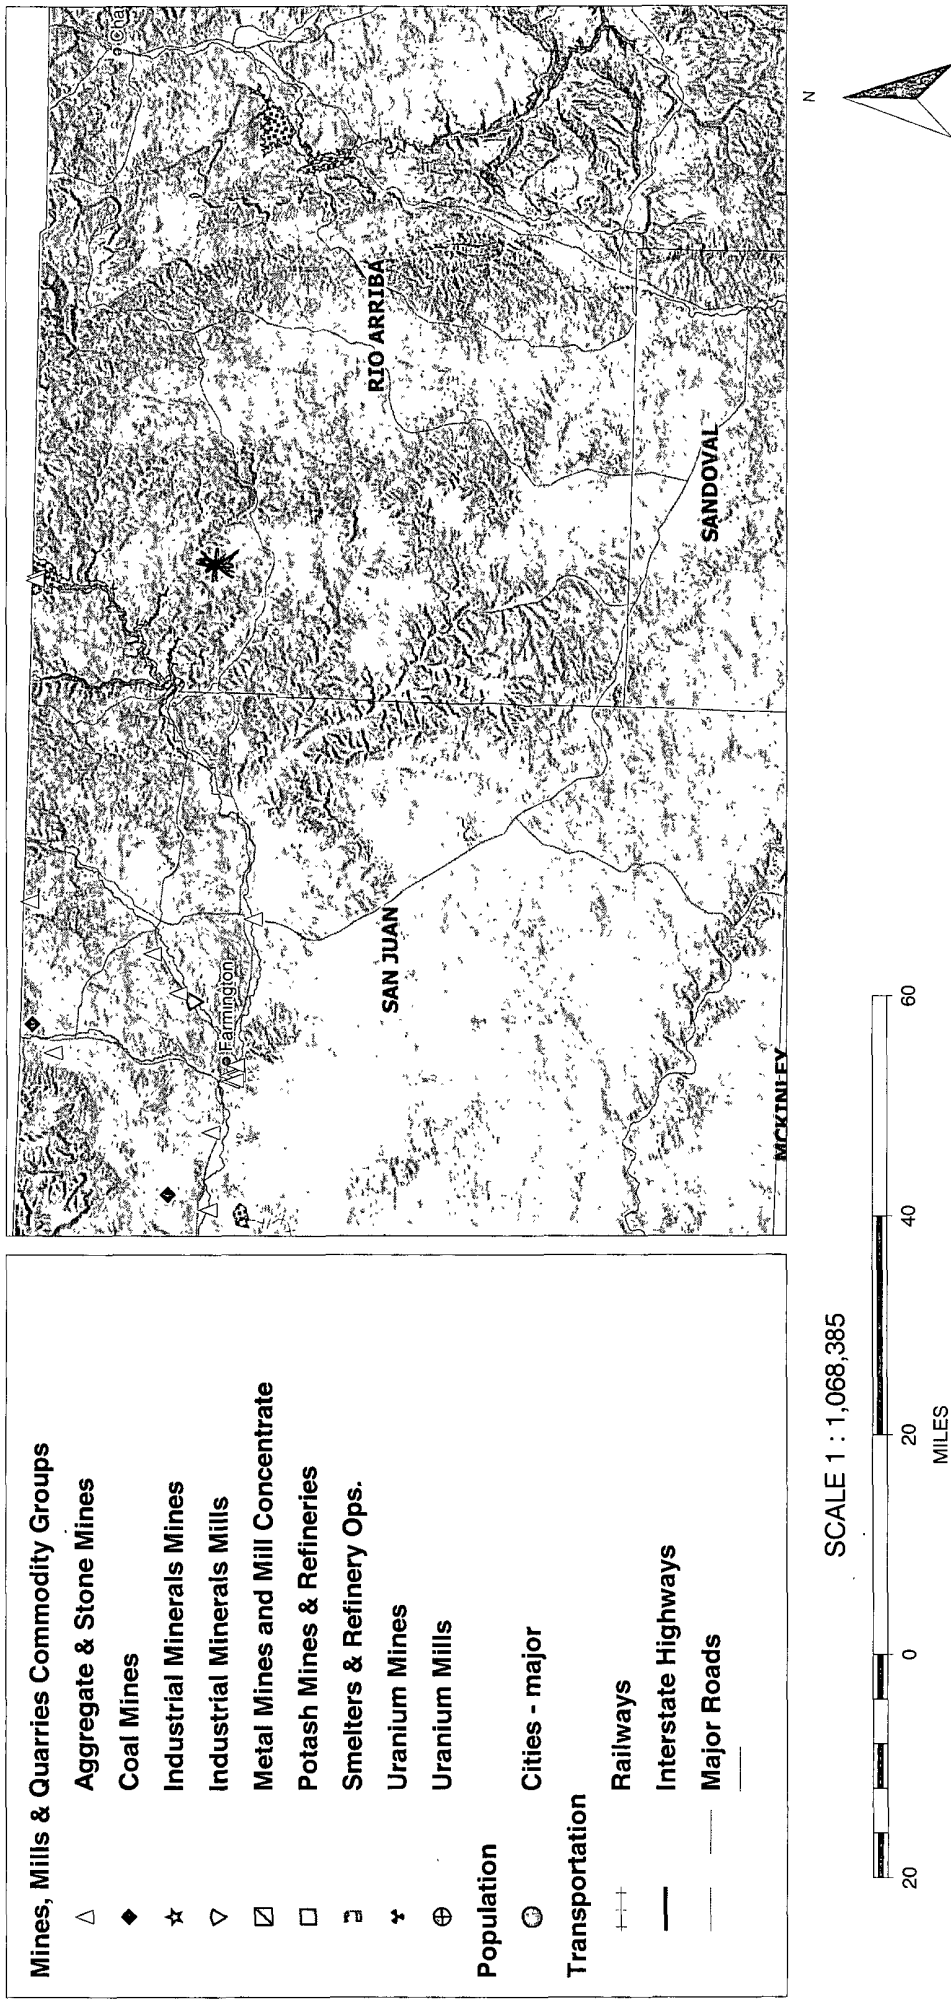 Mines, Mills & Quarries Commodity Groups
Aggregate & Stone Mines
Coal Mines
Industrial Minerals Mines
Industrial Minerals Mills
Metal Mines and Mill Concentrate
Potash Mines & Refineries
Smelters & Refinery Ops.
Uranium Mines
Uranium Mills
Population
Cities - major
Transportation
Railways
Interstate Highways
Major Roads
Farmington
Cha
SAN JUAN
RIO ARRIBA
SANDOVAL
MCKINLEY
N
SCALE 1 : 1,068,385
20 0 20 40 60
MILES